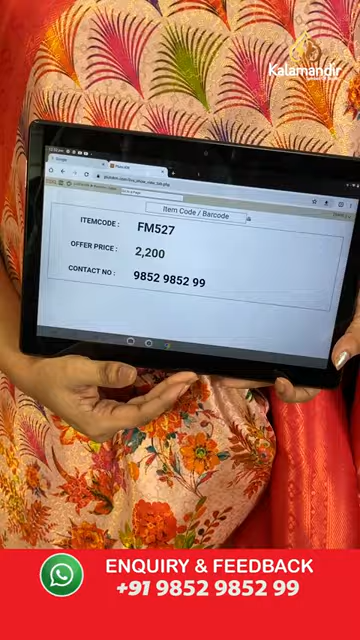 Kalamandir
Google
Item Code / Barcode
ITEMCODE : FM527
OFFER PRICE : 2,200
CONTACT NO : 9852 9852 99
ENQUIRY & FEEDBACK
+91 9852 9852 99